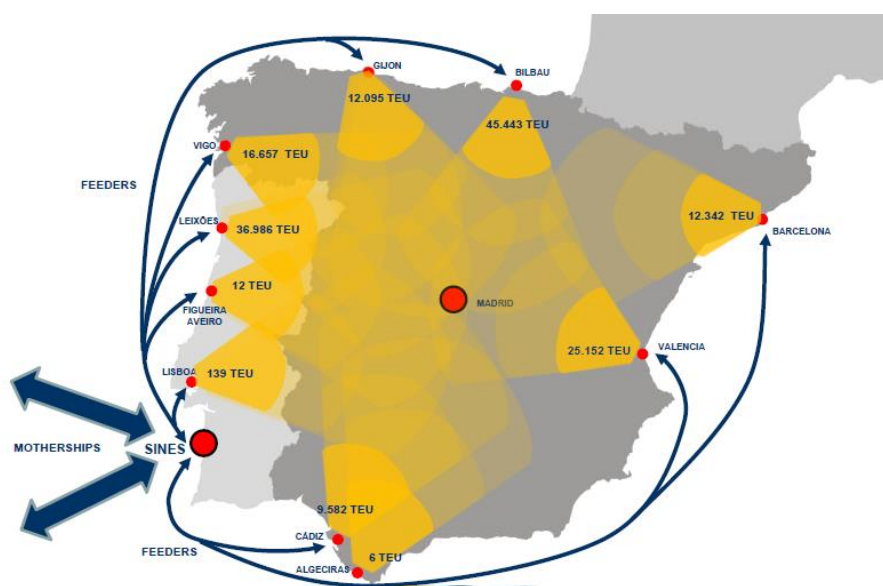 GIJON
BILBAU
12.095 TEU
45.443 TEU
VIGO
16.657 TEU
FEEDERS
LEIXÕES
36.986 TEU
12.342 TEU
BARCELONA
12 TEU
FIGUEIRA
AVEIRO
MADRID
VALENCIA
25.152 TEU
LISBOA
139 TEU
MOTHERSHIPS
SINES
9.582 TEU
CÁDIZ
FEEDERS
6 TEU
ALGECIRAS